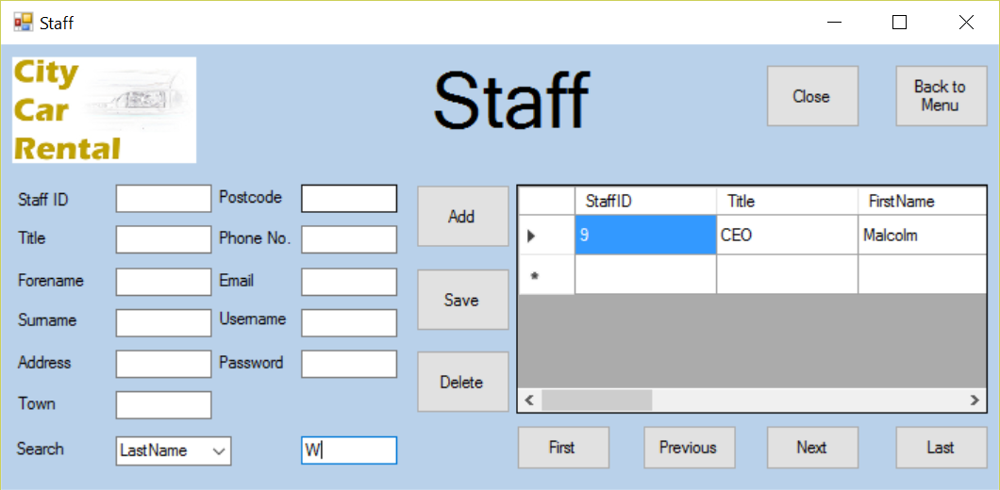 Staff
City
Car
Rental
Staff
Close
Back to
Menu
Staff ID
Postcode
Title
Phone No.
Forename
Email
Surname
Username
Address
Password
Town
Search
LastName
W
Add
Save
Delete
StaffID Title FirstName
9 CEO Malcolm
*
First
Previous
Next
Last